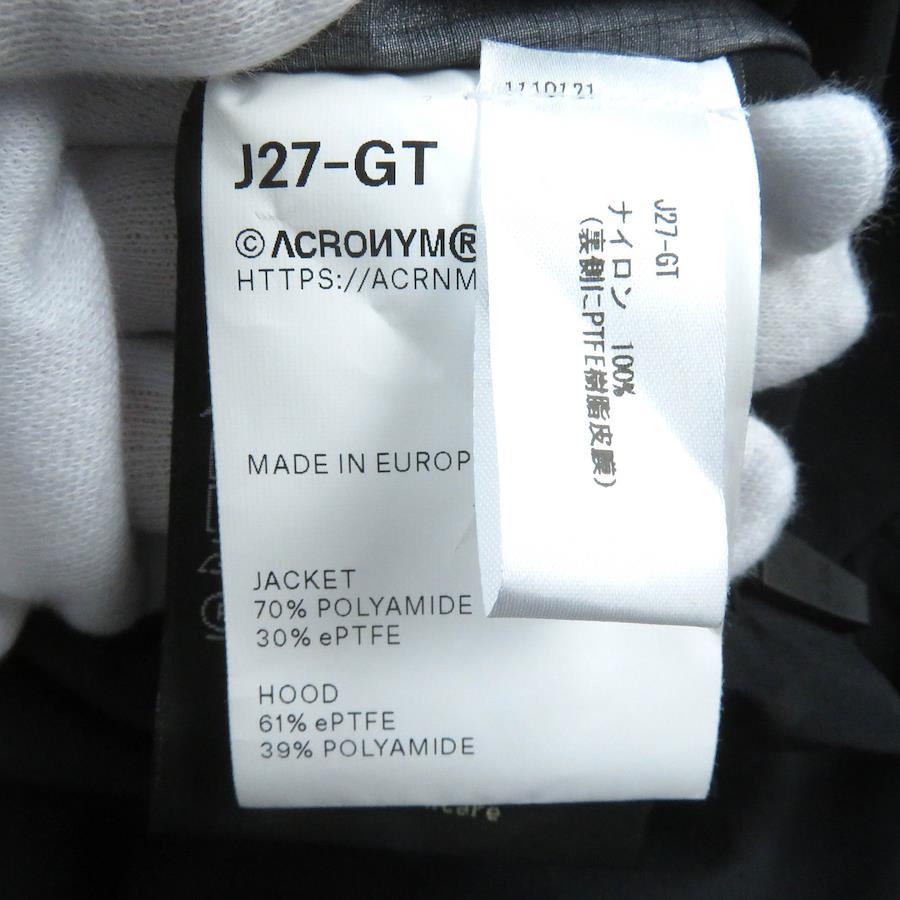 J27-GT
© ACRONYM®
HTTPS://ACRNM
MADE IN EUROP
JACKET
70% POLYAMIDE
30% ePTFE
HOOD
61% ePTFE
39% POLYAMIDE
J27-GT
ナイロン 100%
(裏側にPTFE樹脂皮膜)